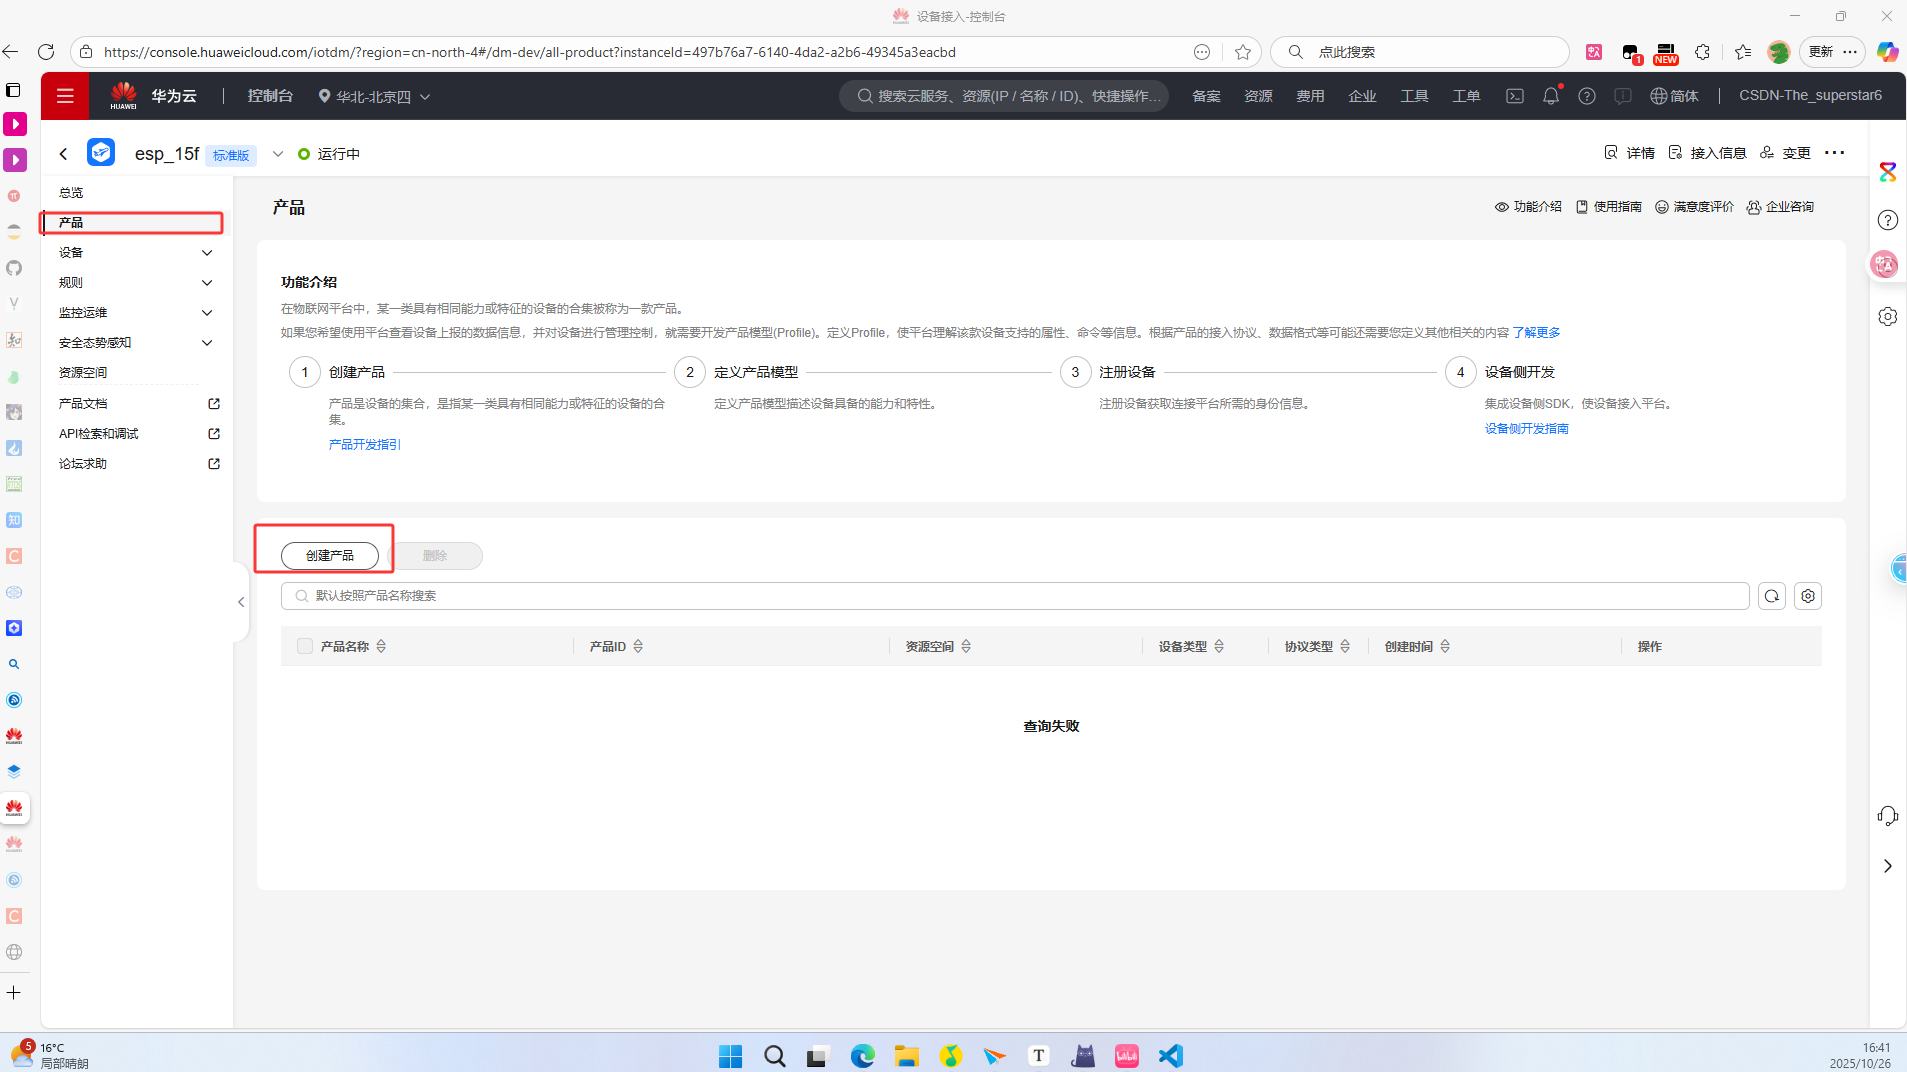 设备接入-控制台
https://console.huaweicloud.com/iotdm/?region=cn-north-4#/dm-dev/all-product?instanceId=497b76a7-6140-4da2-a2b6-49345a3eacbd
点此搜索
1
NEW
更新
HUAWEI
华为云
控制台
华北-北京四
搜索云服务、资源(IP / 名称 / ID)、快捷操作...
备案
资源
费用
企业
工具
工单
简体
CSDN-The_superstar6
esp_15f
标准版
运行中
详情
接入信息
变更
总览
产品
设备
规则
监控运维
安全态势感知
资源空间
产品文档
API检索和调试
论坛求助
产品
功能介绍
使用指南
满意度评价
企业咨询
功能介绍
在物联网平台中，某一类具有相同能力或特征的设备的合集被称为一款产品。
如果您希望使用平台查看设备上报的数据信息，并对设备进行管理控制，就需要开发产品模型(Profile)。定义Profile，使平台理解该款设备支持的属性、命令等信息。根据产品的接入协议、数据格式等可能还需要您定义其他相关的内容 了解更多
1
创建产品
产品是设备的集合，是指某一类具有相同能力或特征的设备的合
集。
产品开发指引
2
定义产品模型
定义产品模型描述设备具备的能力和特性。
3
注册设备
注册设备获取连接平台所需的身份信息。
4
设备侧开发
集成设备侧SDK，使设备接入平台。
设备侧开发指南
创建产品
删除
默认按照产品名称搜索
产品名称
产品ID
资源空间
设备类型
协议类型
创建时间
操作
查询失败
5
16°C
局部晴朗
16:41
2025/10/26